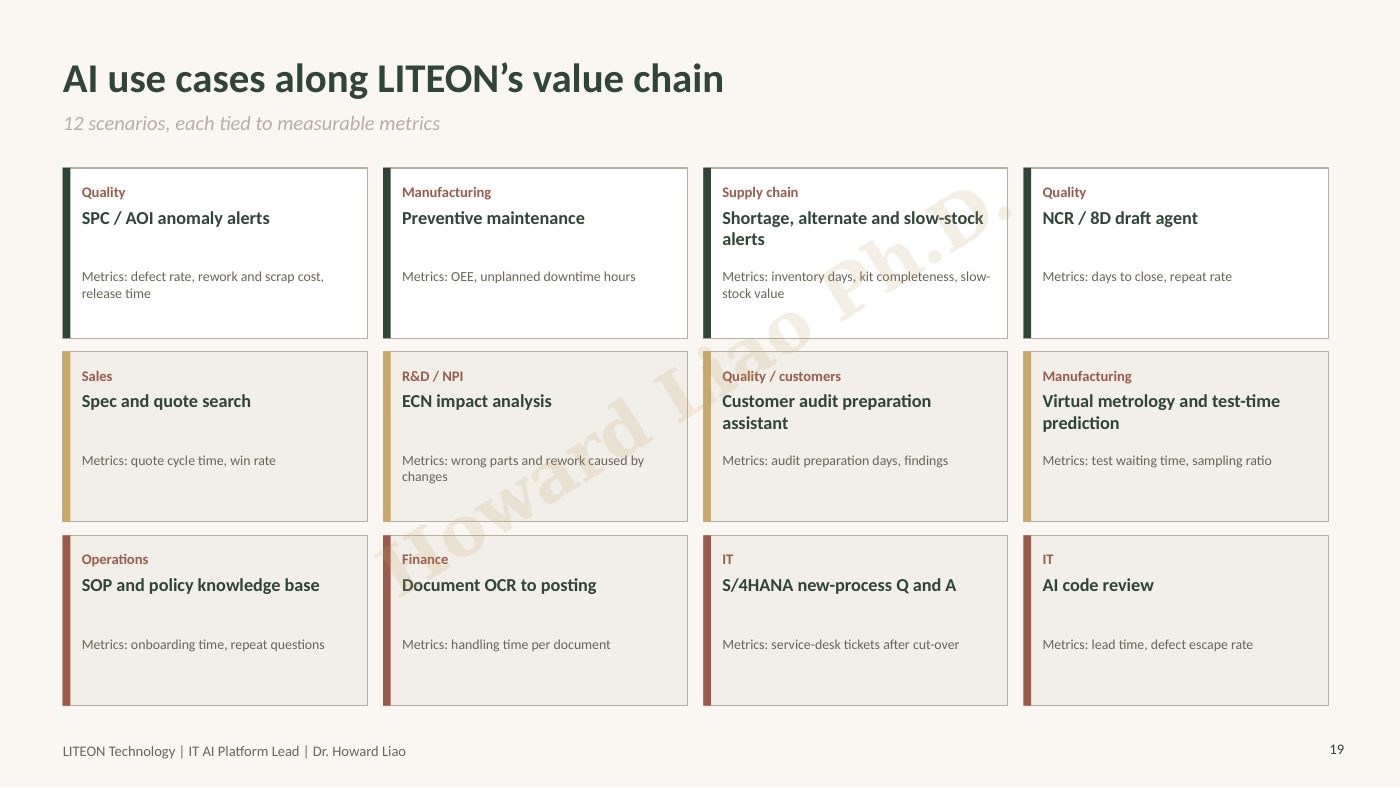 AI use cases along LITEON’s value chain
12 scenarios, each tied to measurable metrics
Quality
SPC / AOI anomaly alerts
Metrics: defect rate, rework and scrap cost,
release time
Manufacturing
Preventive maintenance
Metrics: OEE, unplanned downtime hours
Supply chain
Shortage, alternate and slow-stock
alerts
Metrics: inventory days, kit completeness, slow-
stock value
Quality
NCR / 8D draft agent
Metrics: days to close, repeat rate
Sales
Spec and quote search
Metrics: quote cycle time, win rate
R&D / NPI
ECN impact analysis
Metrics: wrong parts and rework caused by
changes
Quality / customers
Customer audit preparation
assistant
Metrics: audit preparation days, findings
Manufacturing
Virtual metrology and test-time
prediction
Metrics: test waiting time, sampling ratio
Operations
SOP and policy knowledge base
Metrics: onboarding time, repeat questions
Finance
Document OCR to posting
Metrics: handling time per document
IT
S/4HANA new-process Q and A
Metrics: service-desk tickets after cut-over
IT
AI code review
Metrics: lead time, defect escape rate
Howard Liao Ph.D.
LITEON Technology | IT AI Platform Lead | Dr. Howard Liao
19